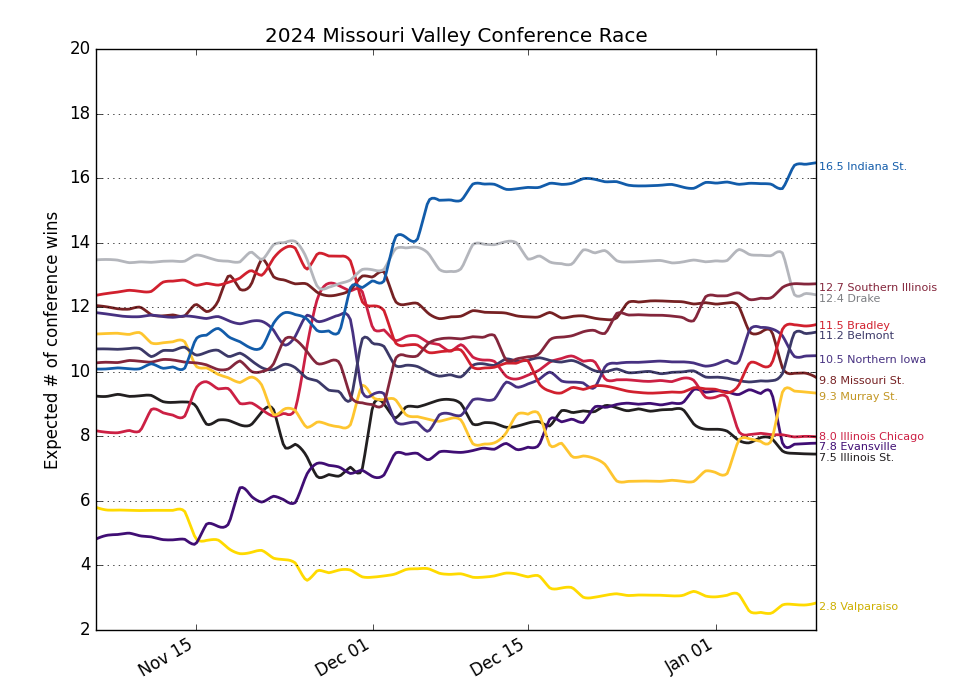 2024 Missouri Valley Conference Race
Expected # of conference wins
20
18
16
14
12
10
8
6
4
2
16.5 Indiana St.
12.7 Southern Illinois
12.4 Drake
11.5 Bradley
11.2 Belmont
10.5 Northern Iowa
9.8 Missouri St.
9.3 Murray St.
8.0 Illinois Chicago
7.8 Evansville
7.5 Illinois St.
2.8 Valparaiso
Nov 15
Dec 01
Dec 15
Jan 01